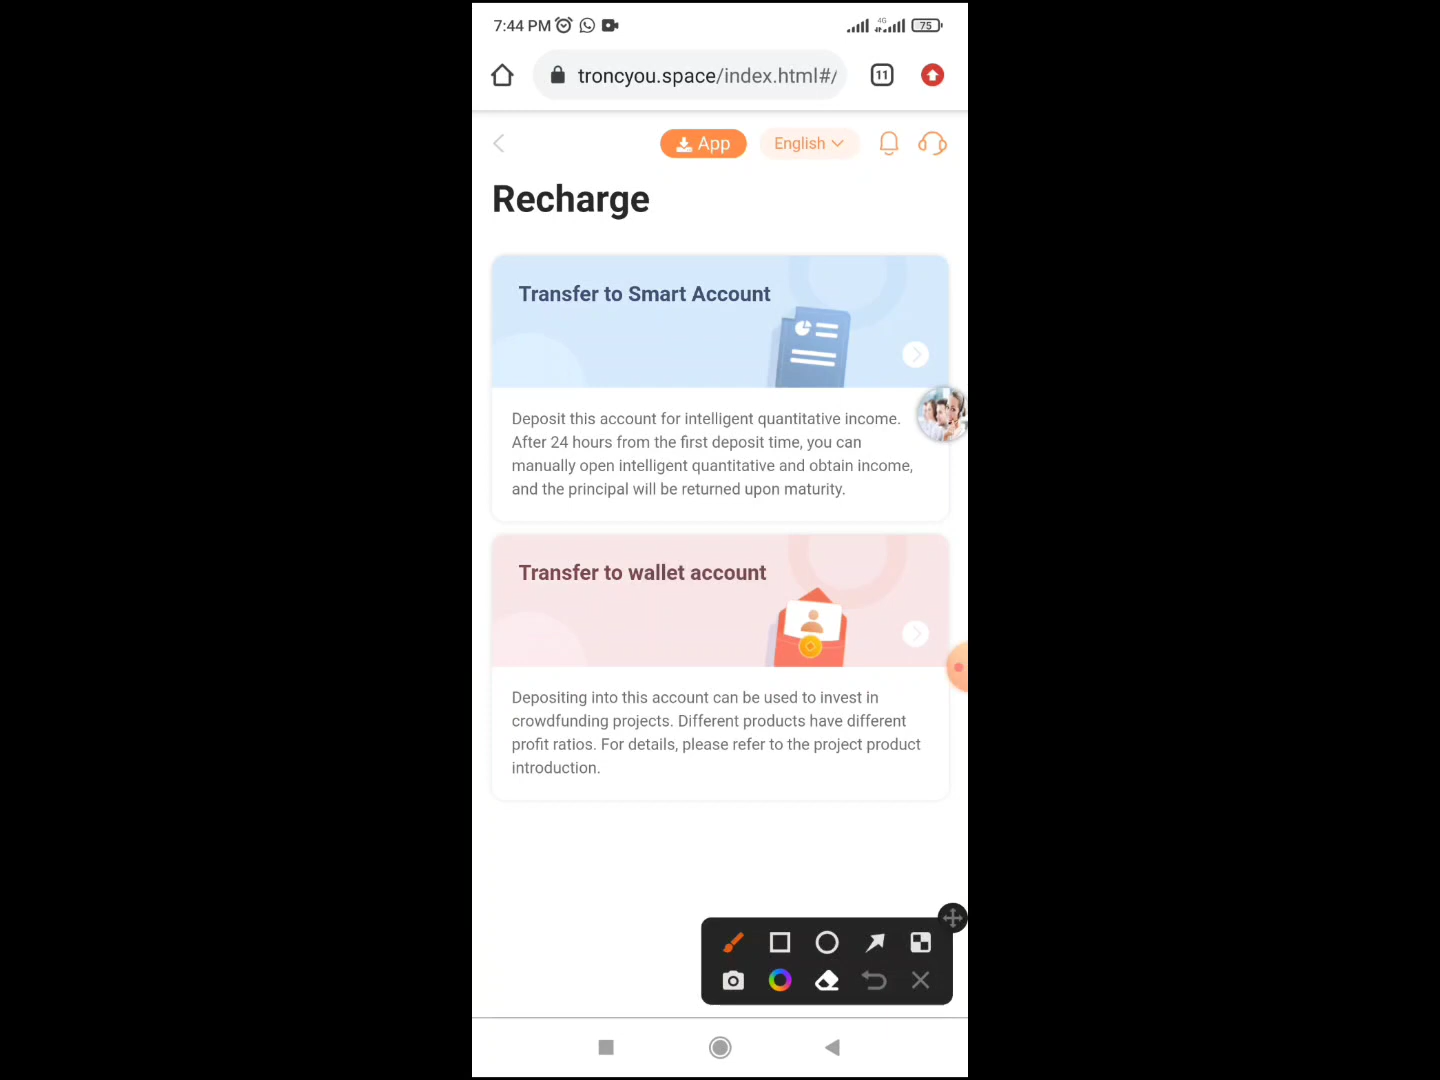 7:44 PM
4G
75
troncyou.space/index.html#/
11
App
English
Recharge
Transfer to Smart Account
Deposit this account for intelligent quantitative income.
After 24 hours from the first deposit time, you can
manually open intelligent quantitative and obtain income,
and the principal will be returned upon maturity.
Transfer to wallet account
Depositing into this account can be used to invest in
crowdfunding projects. Different products have different
profit ratios. For details, please refer to the project product
introduction.